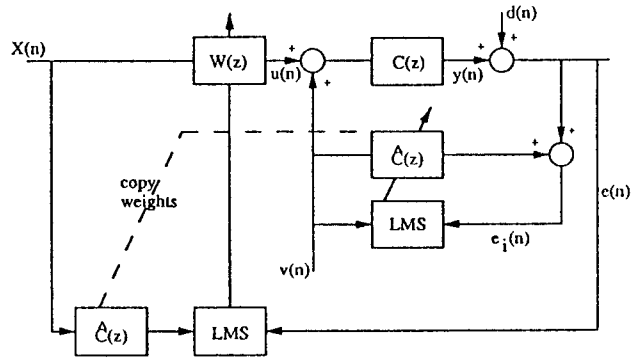 d(n)
X(n)
W(z)
+
u(n)
+
C(z)
+
y(n)
+
+
Ĉ(z)
+
copy
weights
LMS
e(n)
e_i(n)
v(n)
Ĉ(z)
LMS